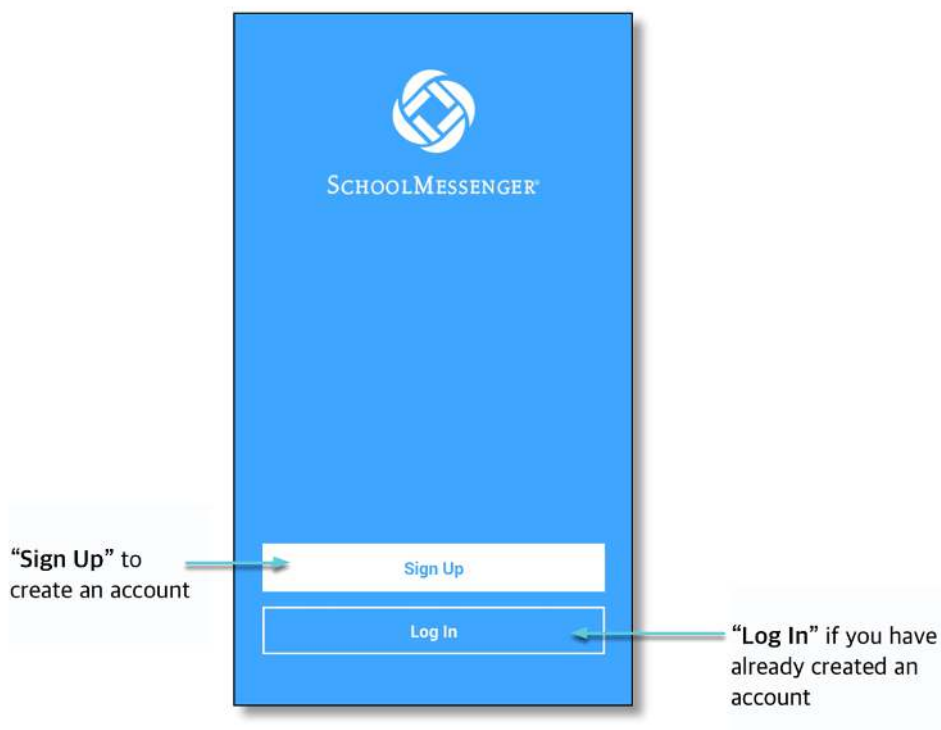 SCHOOLMESSENGER®
"Sign Up" to
create an account
Sign Up
Log In
"Log In" if you have
already created an
account